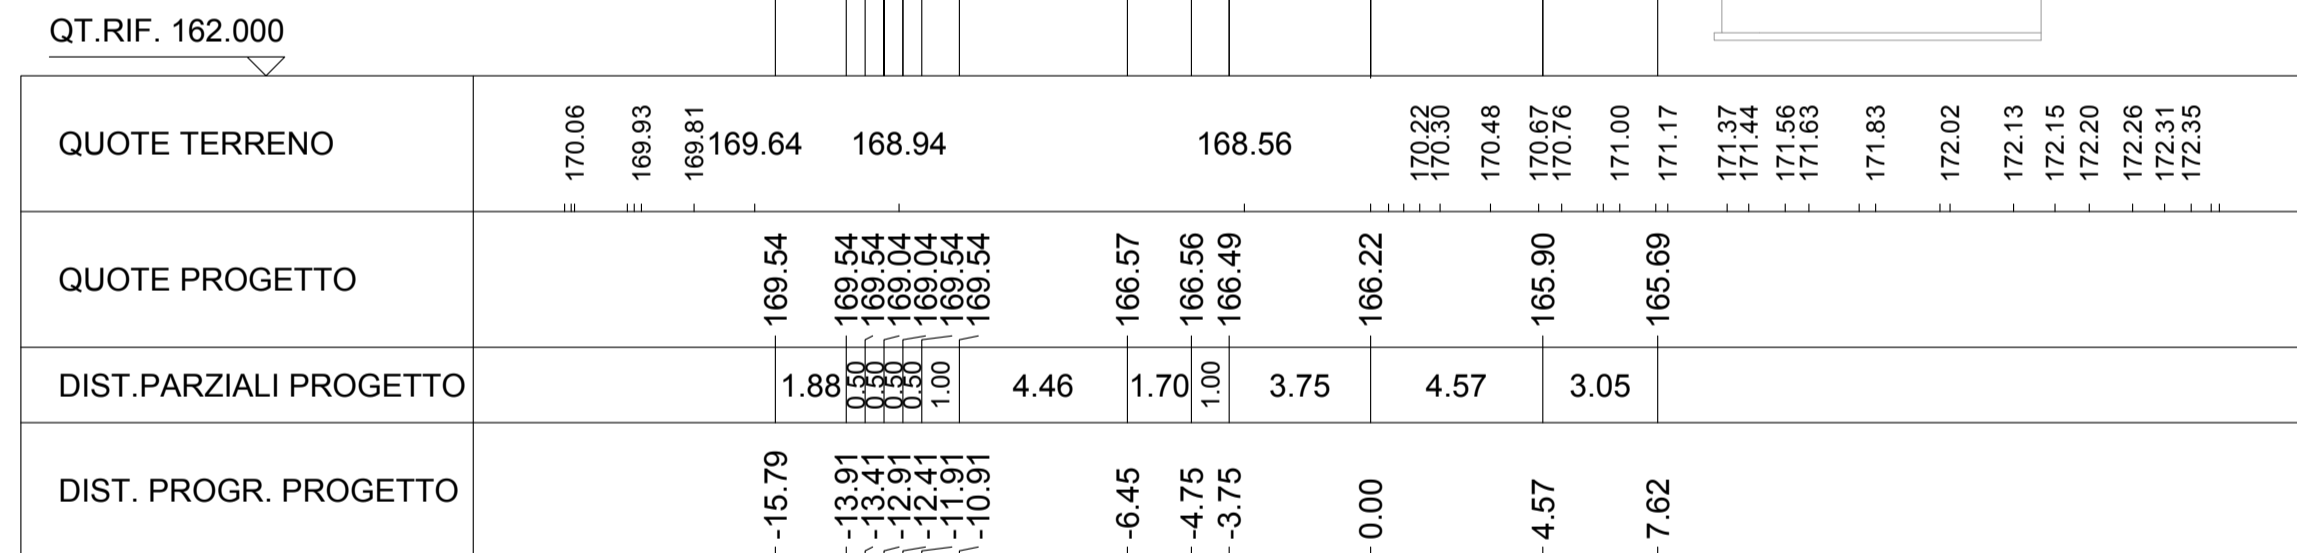 QT.RIF. 162.000
QUOTE TERRENO 170.06 169.93 169.81 169.64 168.94 168.56 170.22 170.30 170.48 170.67 170.76 171.00 171.17 171.37 171.44 171.56 171.63 171.83 172.02 172.13 172.15 172.20 172.26 172.31 172.35
QUOTE PROGETTO 169.54 169.54 169.54 169.04 169.04 169.54 169.54 166.57 166.56 166.49 166.22 165.90 165.69
DIST.PARZIALI PROGETTO 1.88 0.50 0.50 0.50 0.50 1.00 4.46 1.70 1.00 3.75 4.57 3.05
DIST. PROGR. PROGETTO -15.79 -13.91 -13.41 -12.91 -12.41 -11.91 -10.91 -6.45 -4.75 -3.75 0.00 4.57 7.62